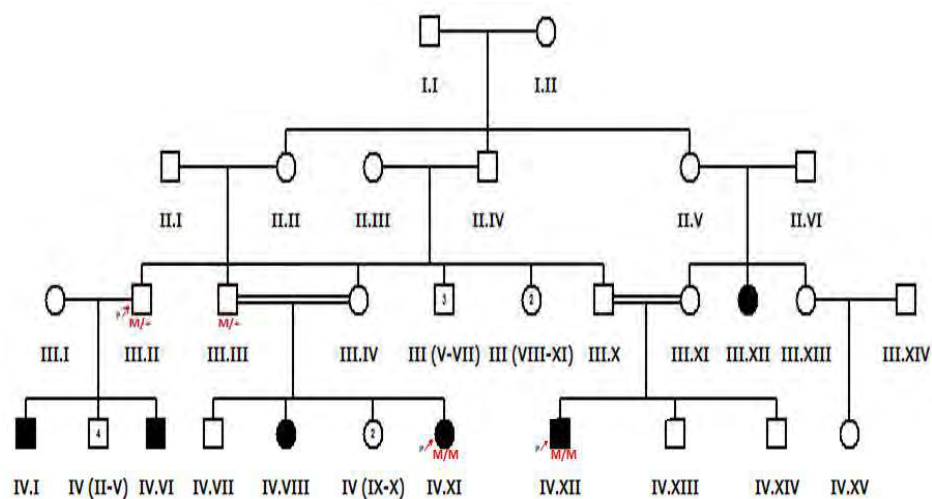 I.I I.II
II.I II.II II.III II.IV II.V II.VI
3 2
P M/+ M/+
III.I III.II III.III III.IV III (V-VII) III (VIII-XI) III.X III.XI III.XII III.XIII III.XIV
4 2
P M/M P M/M
IV.I IV (II-V) IV.VI IV.VII IV.VIII IV (IX-X) IV.XI IV.XII IV.XIII IV.XIV IV.XV